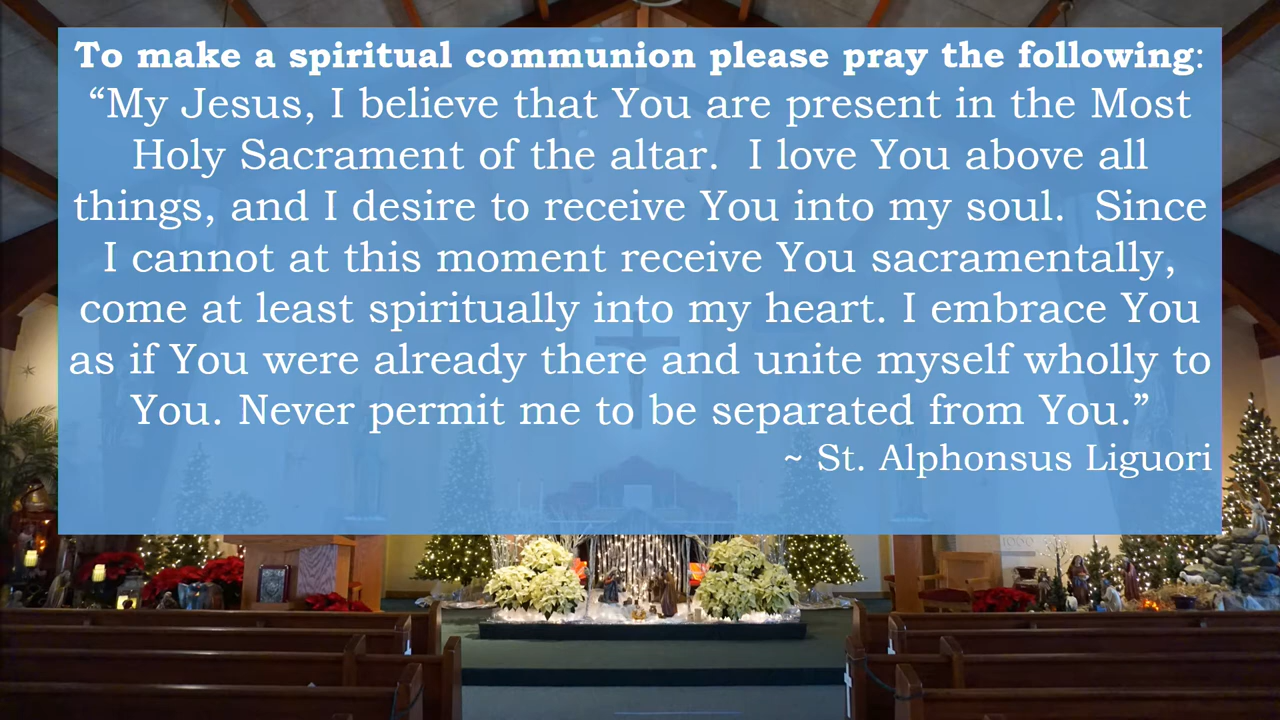 To make a spiritual communion please pray the following:
“My Jesus, I believe that You are present in the Most
Holy Sacrament of the altar.  I love You above all
things, and I desire to receive You into my soul.  Since
I cannot at this moment receive You sacramentally,
come at least spiritually into my heart. I embrace You
as if You were already there and unite myself wholly to
You. Never permit me to be separated from You.”
~ St. Alphonsus Liguori